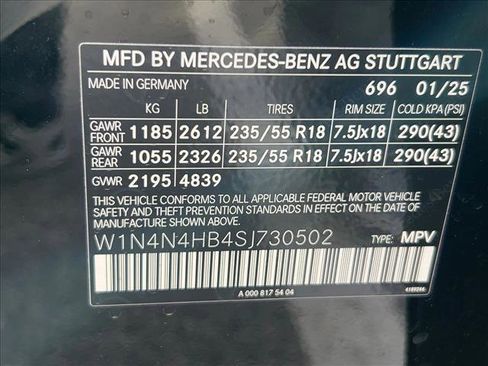 MFD BY MERCEDES-BENZ AG STUTTGART
Made in Germany 696 01/25
KG LB TIRES RIM SIZE COLD KPA(PSI)
GAWR FRONT 1185 2612 235/55 R18 7.5Jx18 290(43)
GAWR REAR 1055 2326 235/55 R18 7.5Jx18 290(43)
GVWR 2195 4839
THIS VEHICLE CONFORMS TO ALL APPLICABLE FEDERAL MOTOR VEHICLE
SAFETY AND THEFT PREVENTION STANDARDS IN EFFECT ON THE DATE OF MANUFACTURE SHOWN ABOVE.
W1N4N4HB4SJ730502 TYPE: MPV
A 000 817 54 04